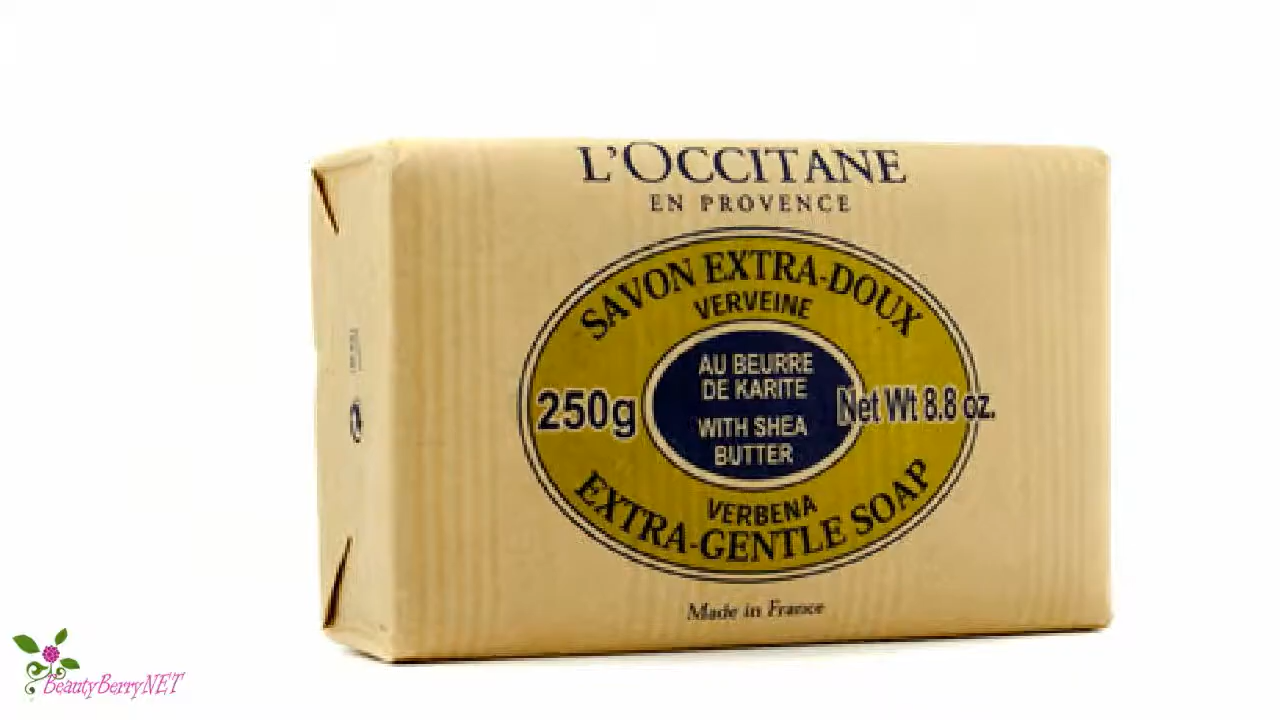 L'OCCITANE
EN PROVENCE
SAVON EXTRA-DOUX
VERVEINE
AU BEURRE
DE KARITE
250g
Net Wt 8.8 oz.
WITH SHEA
BUTTER
VERBENA
EXTRA-GENTLE SOAP
Made in France
BeautyBerryNET